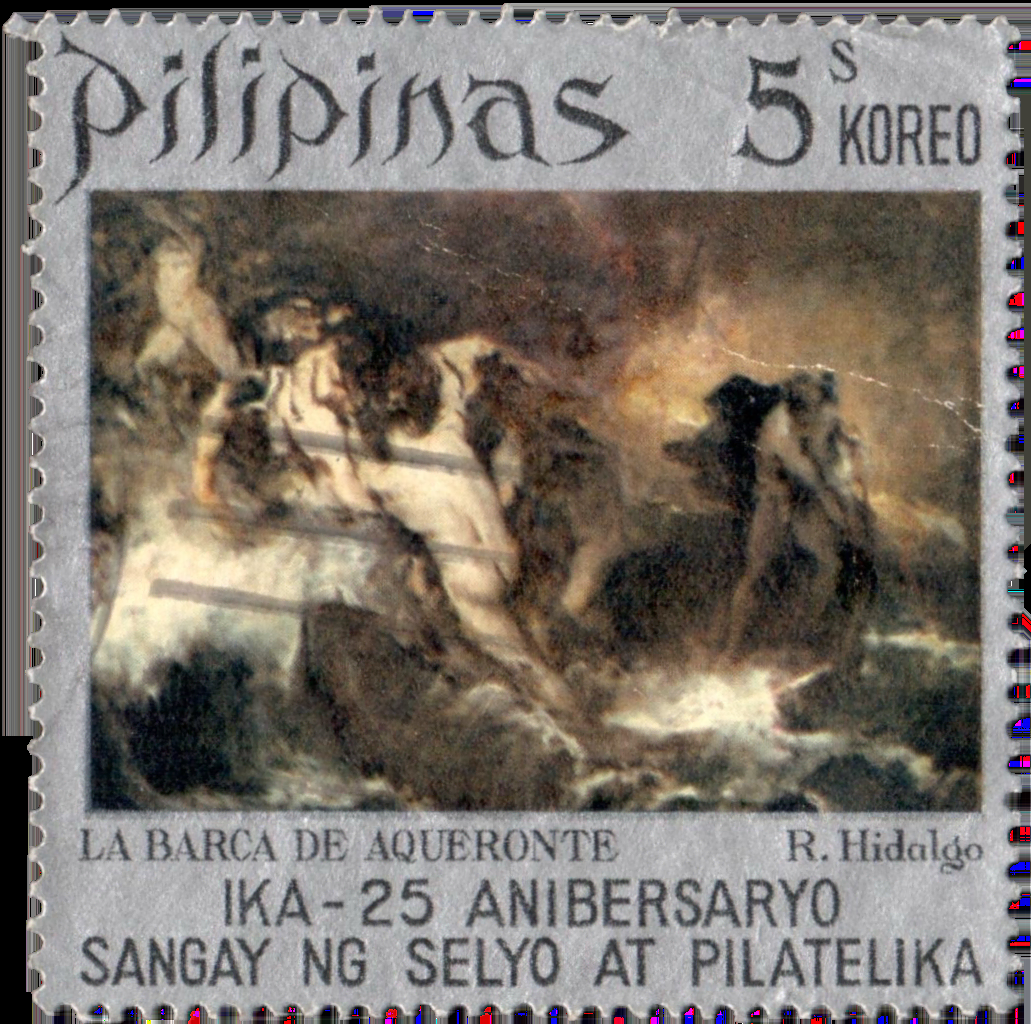 Pilipinas 5s KOREO
LA BARCA DE AQUERONTE R. Hidalgo
IKA-25 ANIBERSARYO
SANGAY NG SELYO AT PILATELIKA